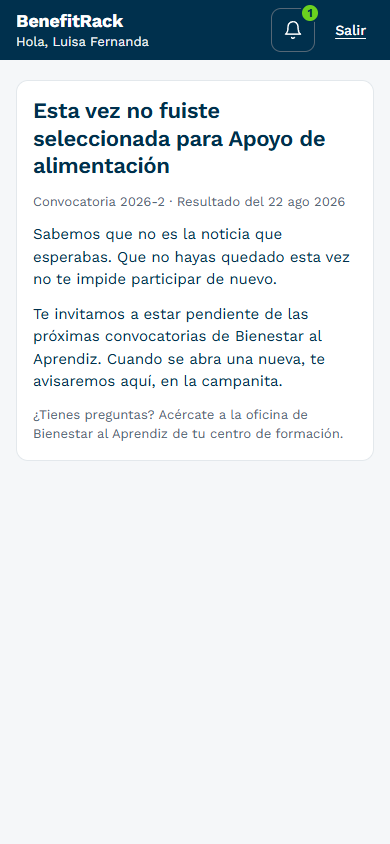 BenefitRack
Hola, Luisa Fernanda
1
Salir
Esta vez no fuiste
seleccionada para Apoyo de
alimentación
Convocatoria 2026-2 · Resultado del 22 ago 2026
Sabemos que no es la noticia que
esperabas. Que no hayas quedado esta vez
no te impide participar de nuevo.
Te invitamos a estar pendiente de las
próximas convocatorias de Bienestar al
Aprendiz. Cuando se abra una nueva, te
avisaremos aquí, en la campanita.
¿Tienes preguntas? Acércate a la oficina de
Bienestar al Aprendiz de tu centro de formación.